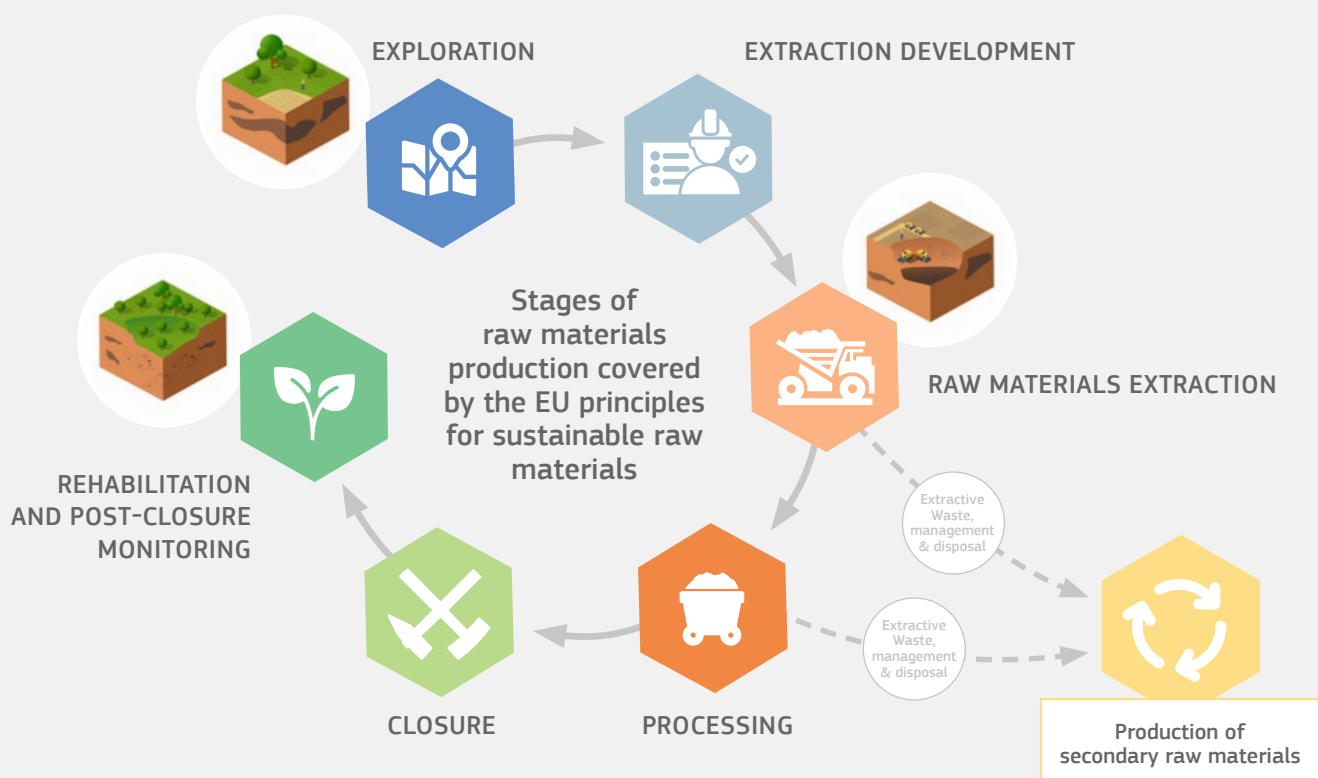 EXPLORATION
EXTRACTION DEVELOPMENT
Stages of
raw materials
production covered
by the EU principles
for sustainable raw
materials
RAW MATERIALS EXTRACTION
REHABILITATION
AND POST-CLOSURE
MONITORING
Extractive
Waste,
management
& disposal
Extractive
Waste,
management
& disposal
CLOSURE
PROCESSING
Production of
secondary raw materials